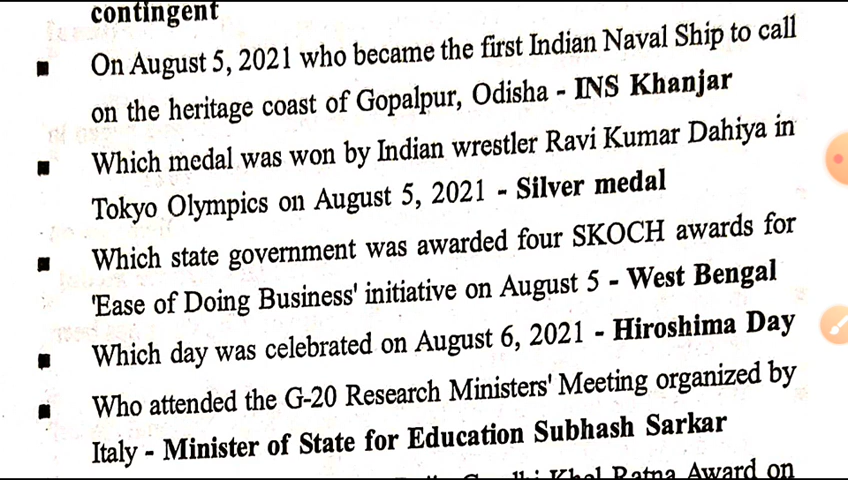 contingent
■ On August 5, 2021 who became the first Indian Naval Ship to call
on the heritage coast of Gopalpur, Odisha - INS Khanjar
■ Which medal was won by Indian wrestler Ravi Kumar Dahiya in
Tokyo Olympics on August 5, 2021 - Silver medal
■ Which state government was awarded four SKOCH awards for
'Ease of Doing Business' initiative on August 5 - West Bengal
■ Which day was celebrated on August 6, 2021 - Hiroshima Day
■ Who attended the G-20 Research Ministers' Meeting organized by
Italy - Minister of State for Education Subhash Sarkar
Gandhi Khel Ratna Award on